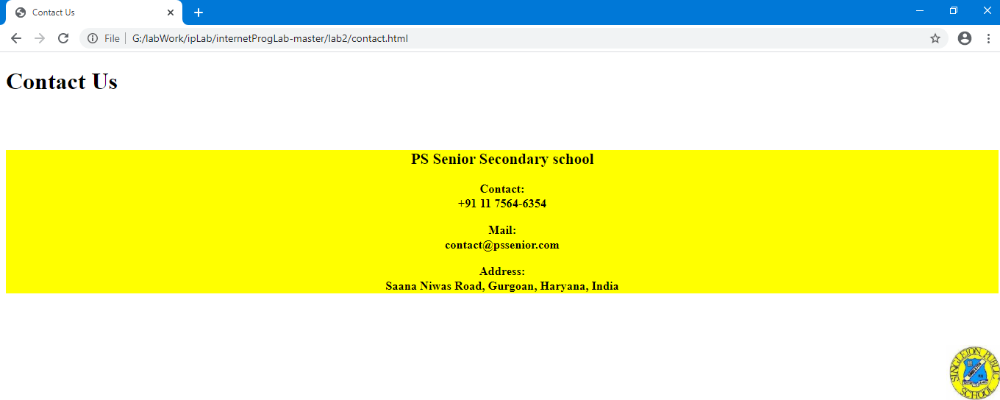 Contact Us
File G:/labWork/ipLab/internetProgLab-master/lab2/contact.html
Contact Us
PS Senior Secondary school
Contact:
+91 11 7564-6354
Mail:
contact@pssenior.com
Address:
Saana Niwas Road, Gurgoan, Haryana, India
SINGLETON PUBLIC
SCHOOL